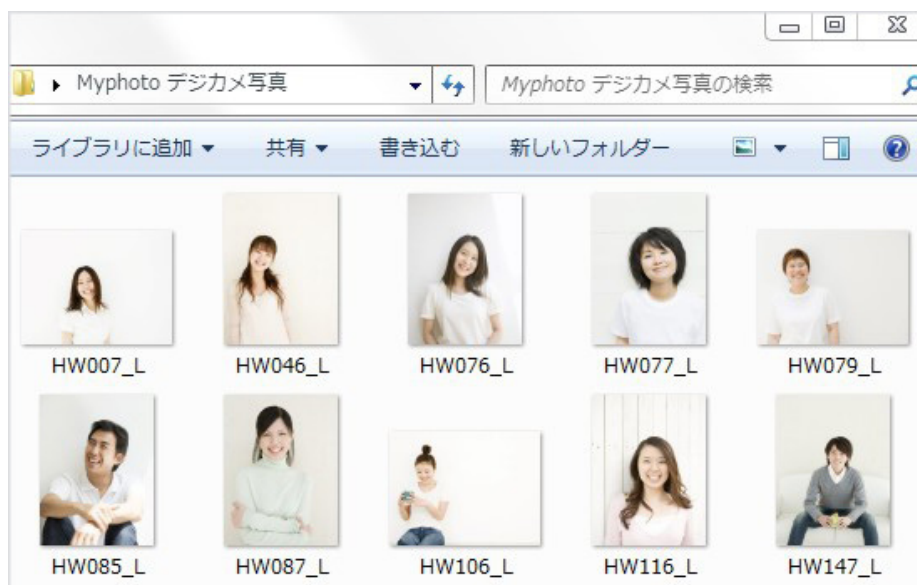 Myphoto デジカメ写真
Myphoto デジカメ写真の検索
ライブラリに追加 共有 書き込む 新しいフォルダー
HW007_L HW046_L HW076_L HW077_L HW079_L
HW085_L HW087_L HW106_L HW116_L HW147_L